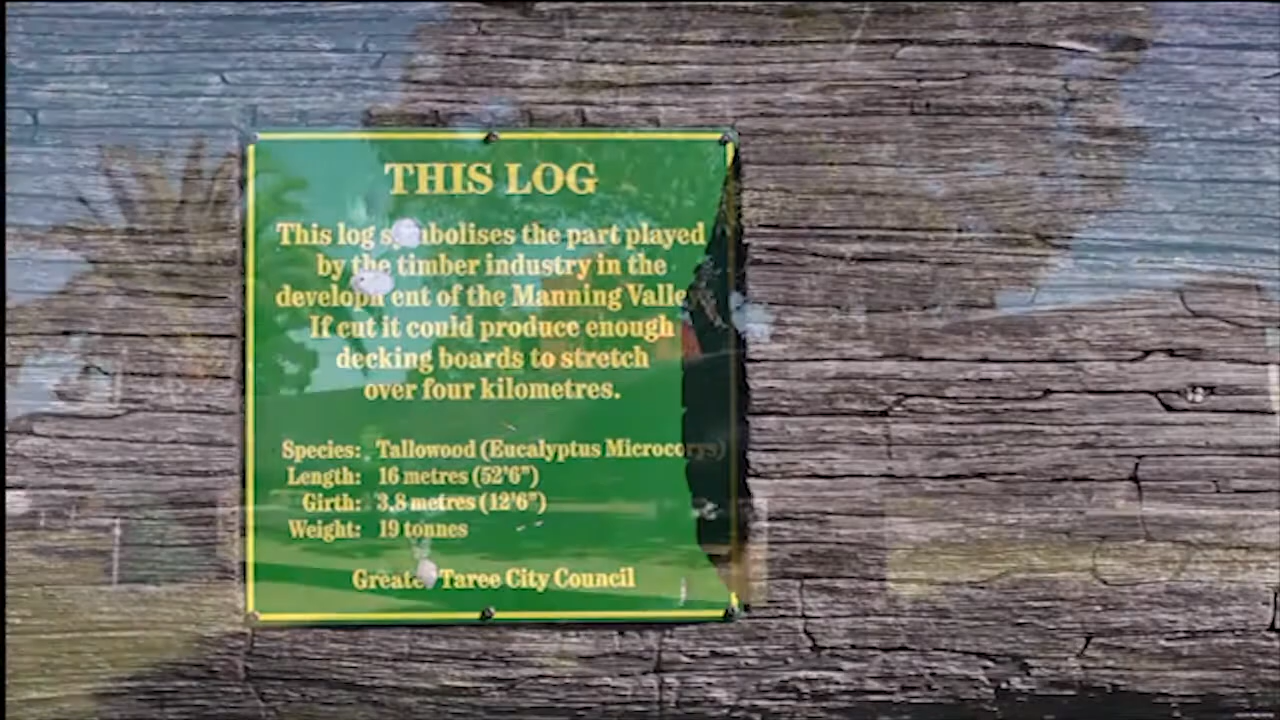 THIS LOG
This log symbolises the part played
by the timber industry in the
development of the Manning Valley
If cut it could produce enough
decking boards to stretch
over four kilometres.
Species: Tallowood (Eucalyptus Microcorys)
Length: 16 metres (52'6")
Girth: 3.8 metres (12'6")
Weight: 19 tonnes
Greater Taree City Council